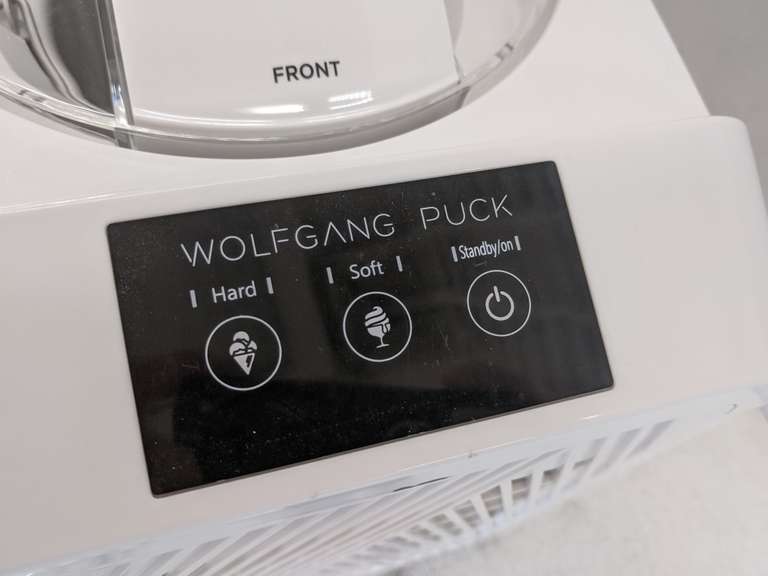 FRONT
WOLFGANG PUCK
Hard
Soft
Standby/on